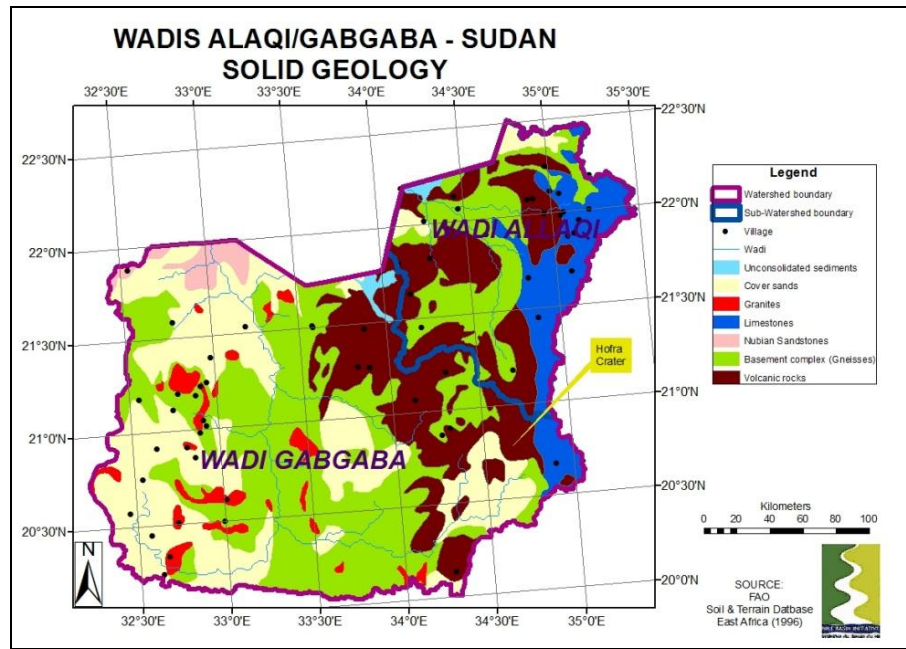 WADIS ALAQI/GABGABA - SUDAN
SOLID GEOLOGY
32°30'E 33°0'E 33°30'E 34°0'E 34°30'E 35°0'E 35°30'E
22°30'N
22°30'N
22°0'N
22°0'N
21°30'N
21°30'N
21°0'N
21°0'N
20°30'N
20°30'N
20°0'N
WADI ALLAQI
WADI GABGABA
Hofra
Crater
Legend
Watershed boundary
Sub-Watershed boundary
Village
Wadi
Unconsolidated sediments
Cover sands
Granites
Limestones
Nubian Sandstones
Basement complex (Gneisses)
Volcanic rocks
Kilometers
0 20 40 60 80 100
N
SOURCE:
FAO
Soil & Terrain Datbase
East Africa (1996)
NILE BASIN INITIATIVE
32°30'E 33°0'E 33°30'E 34°0'E 34°30'E 35°0'E